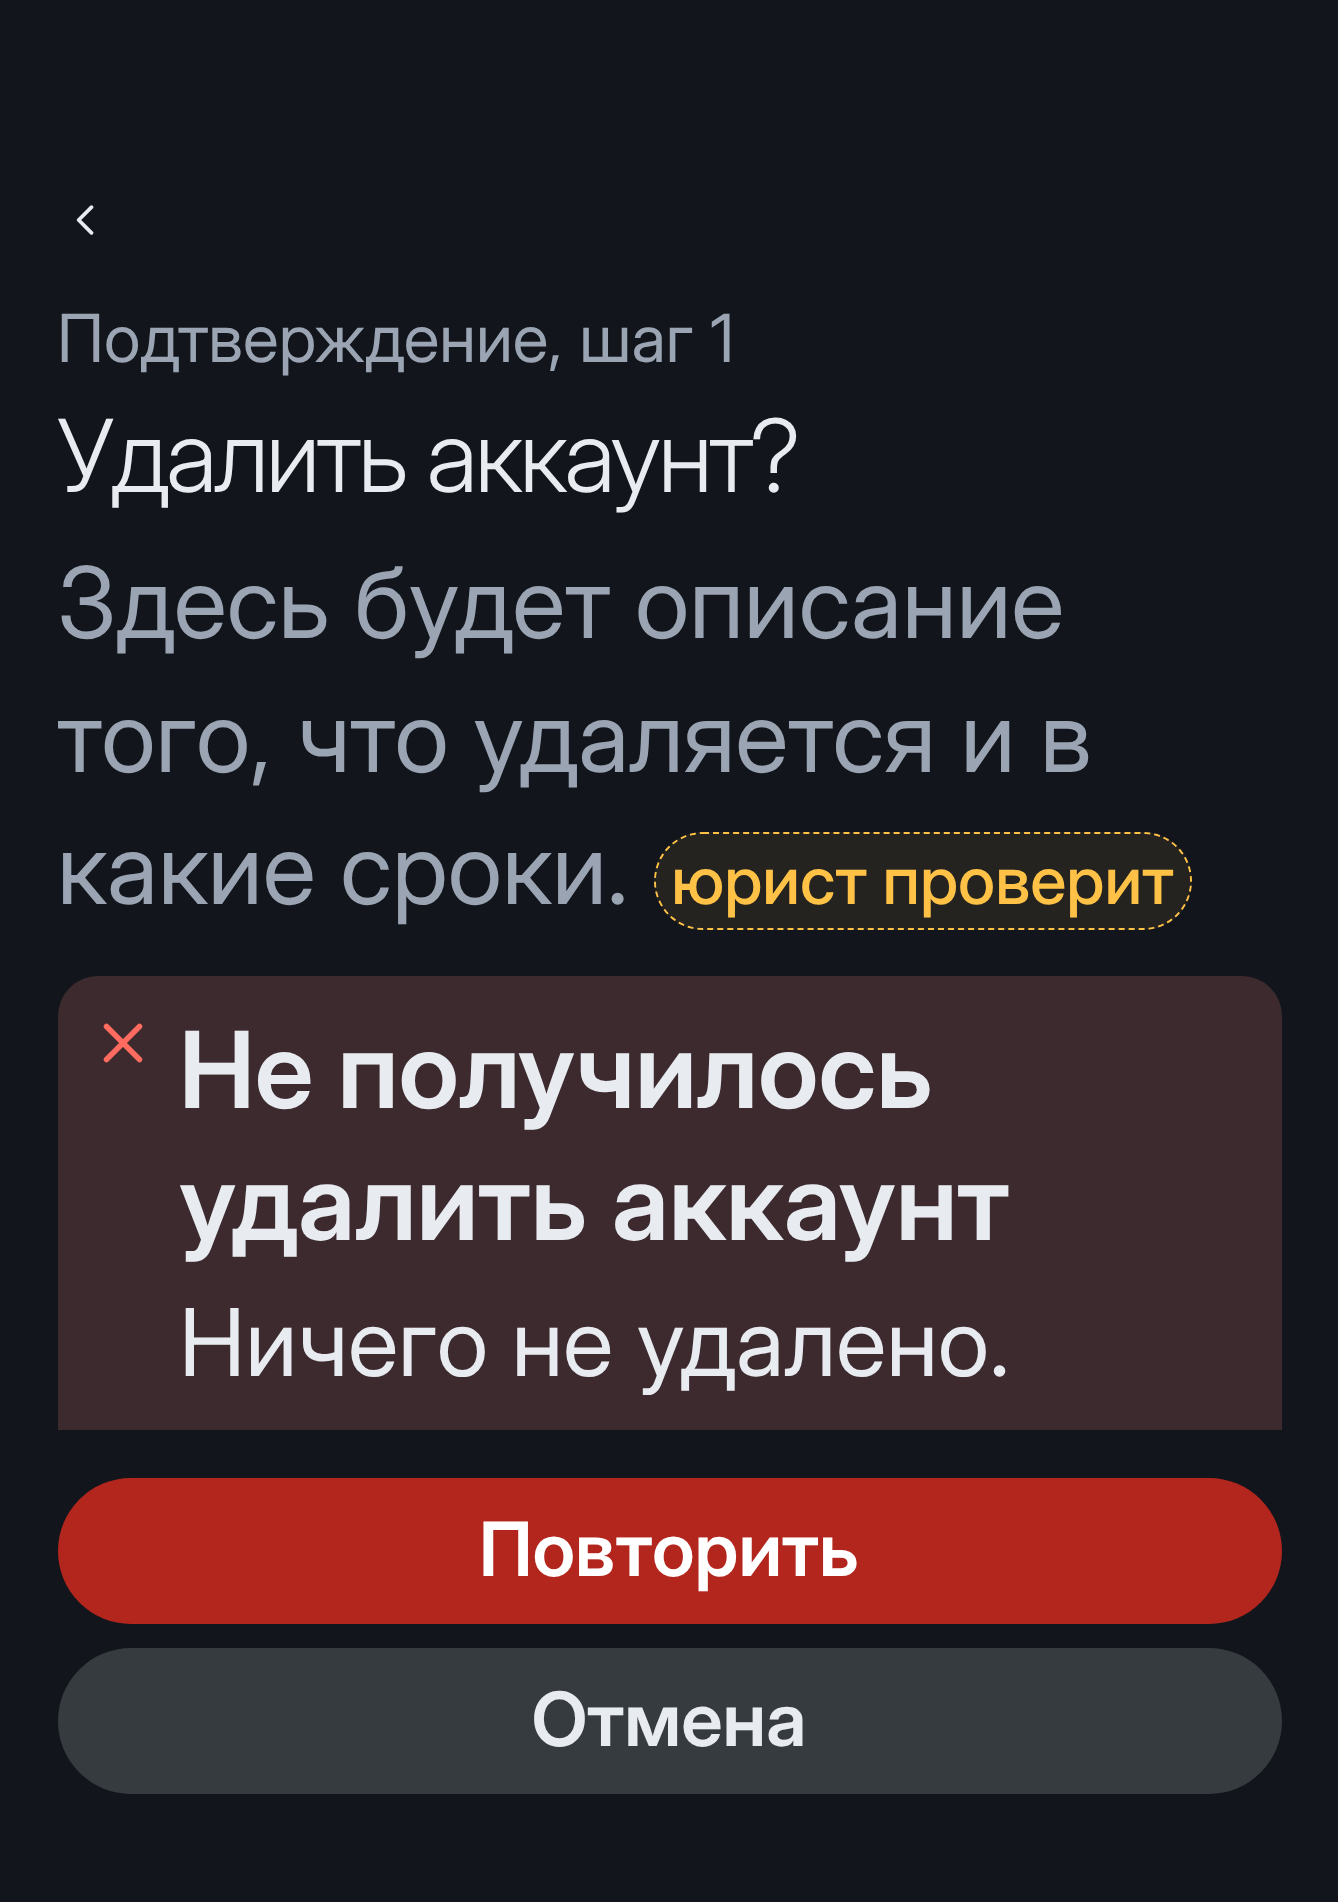 Подтверждение, шаг 1
Удалить аккаунт?
Здесь будет описание
того, что удаляется и в
какие сроки. юрист проверит
Не получилось
удалить аккаунт
Ничего не удалено.
Повторить
Отмена